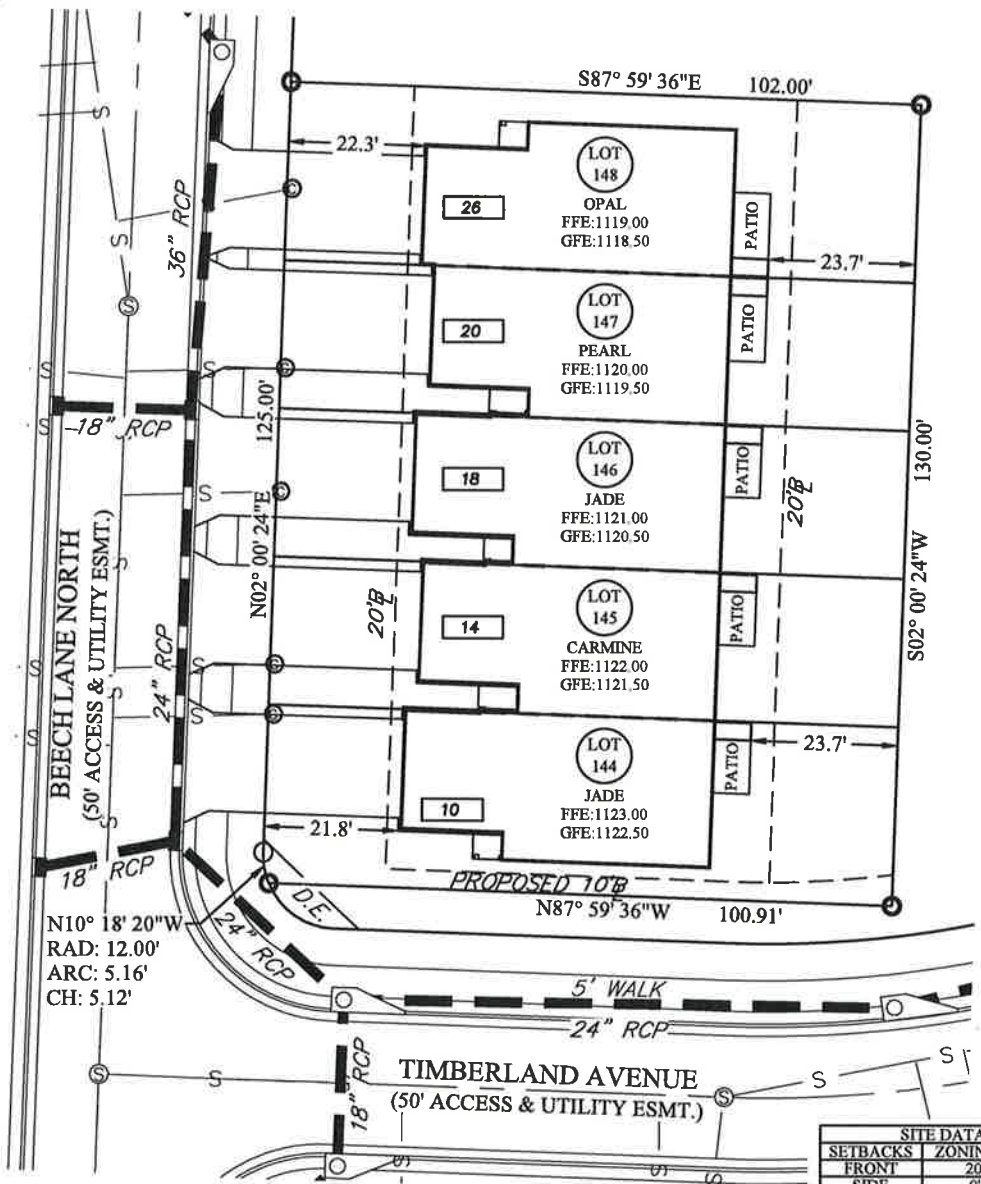 S87° 59' 36"E 102.00'
22.3'
LOT
148
OPAL
FFE:1119.00
GFE:1118.50
26
PATIO
23.7'
36" RCP
S
S
S
C
LOT
147
PEARL
FFE:1120.00
GFE:1119.50
20
PATIO
C
S
S
18" RCP
S
125.00'
N02° 00' 24"E
LOT
146
JADE
FFE:1121.00
GFE:1120.50
18
PATIO
20'BL
130.00'
S02° 00' 24"W
S
C
BEECH LANE NORTH
(50' ACCESS & UTILITY ESMT.)
S
S
LOT
145
CARMINE
FFE:1122.00
GFE:1121.50
14
PATIO
20'BL
24" RCP
S
S
C
S
C
S
LOT
144
JADE
FFE:1123.00
GFE:1122.50
10
PATIO
23.7'
21.8'
S
18" RCP
D.E.
PROPOSED 10'BL
N87° 59' 36"W 100.91'
N10° 18' 20"W
RAD: 12.00'
ARC: 5.16'
CH: 5.12'
24" RCP
5' WALK
24" RCP
S
S
18" RCP
TIMBERLAND AVENUE
(50' ACCESS & UTILITY ESMT.)
S
S
S
S
S
S
SITE DATA
SETBACKS
FRONT 20